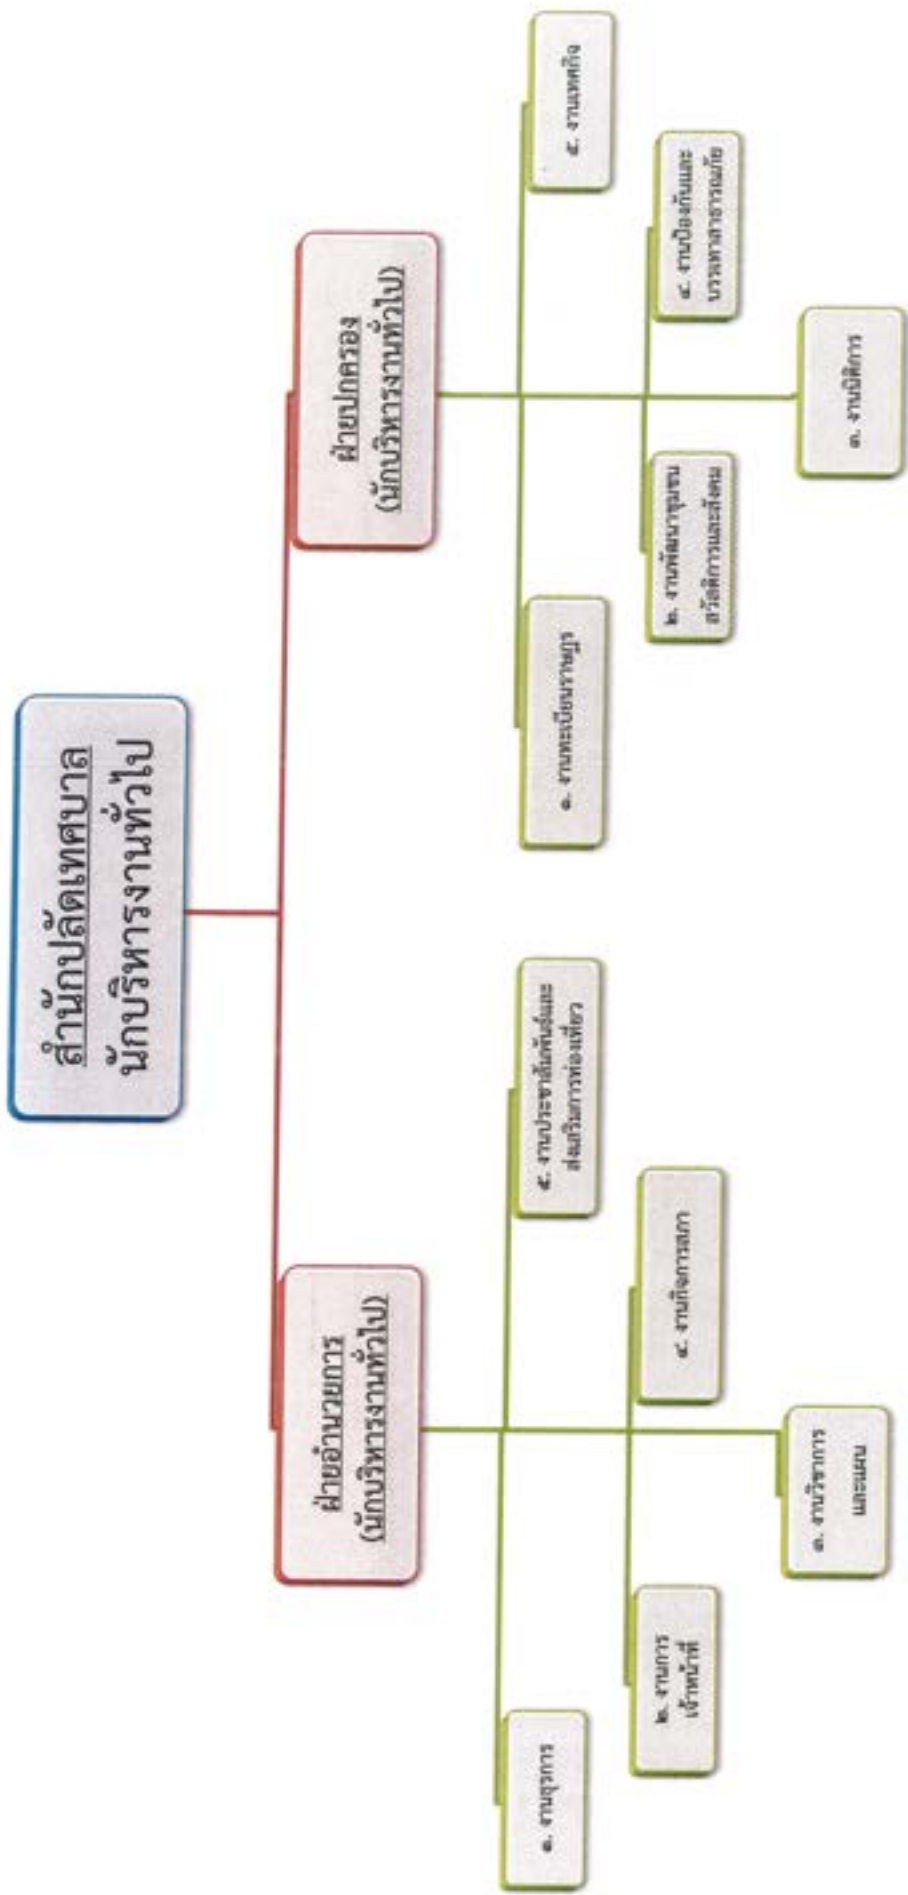 สำนักปลัดเทศบาล
นักบริหารงานทั่วไป
ฝ่ายอำนวยการ
(นักบริหารงานทั่วไป)
ฝ่ายปกครอง
(นักบริหารงานทั่วไป)
๑. งานธุรการ
๕. งานประชาสัมพันธ์และ
ส่งเสริมการท่องเที่ยว
๒. งานการ
เจ้าหน้าที่
๔. งานกิจการสภา
๓. งานวิชาการ
และแผน
๑. งานทะเบียนราษฎร
๕. งานเทศกิจ
๒. งานพัฒนาชุมชน
สวัสดิการและสังคม
๔. งานป้องกันและ
บรรเทาสาธารณภัย
๓. งานนิติการ